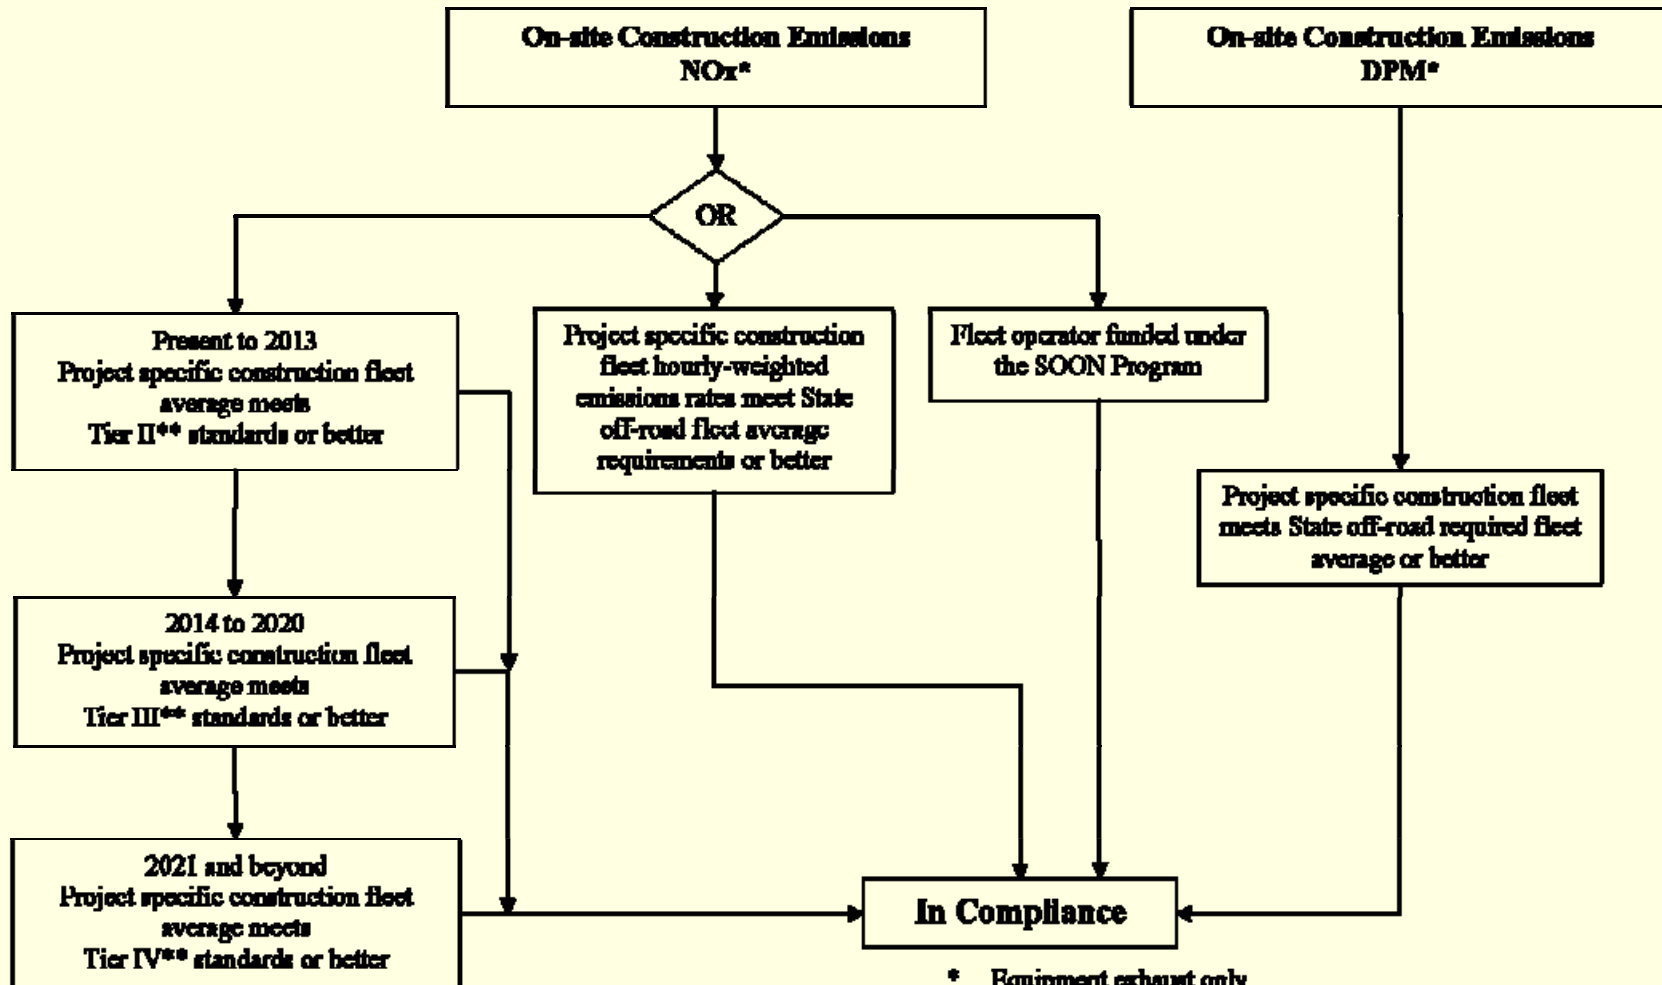 On-site Construction Emissions
NOx*
On-site Construction Emissions
DPM*
OR
Present to 2013
Project specific construction fleet
average meets
Tier II** standards or better
Project specific construction
fleet hourly-weighted
emissions rates meet State
off-road fleet average
requirements or better
Fleet operator funded under
the SOON Program
Project specific construction fleet
meets State off-road required fleet
average or better
2014 to 2020
Project specific construction fleet
average meets
Tier III** standards or better
2021 and beyond
Project specific construction fleet
average meets
Tier IV** standards or better
In Compliance
* Equipment exhaust only